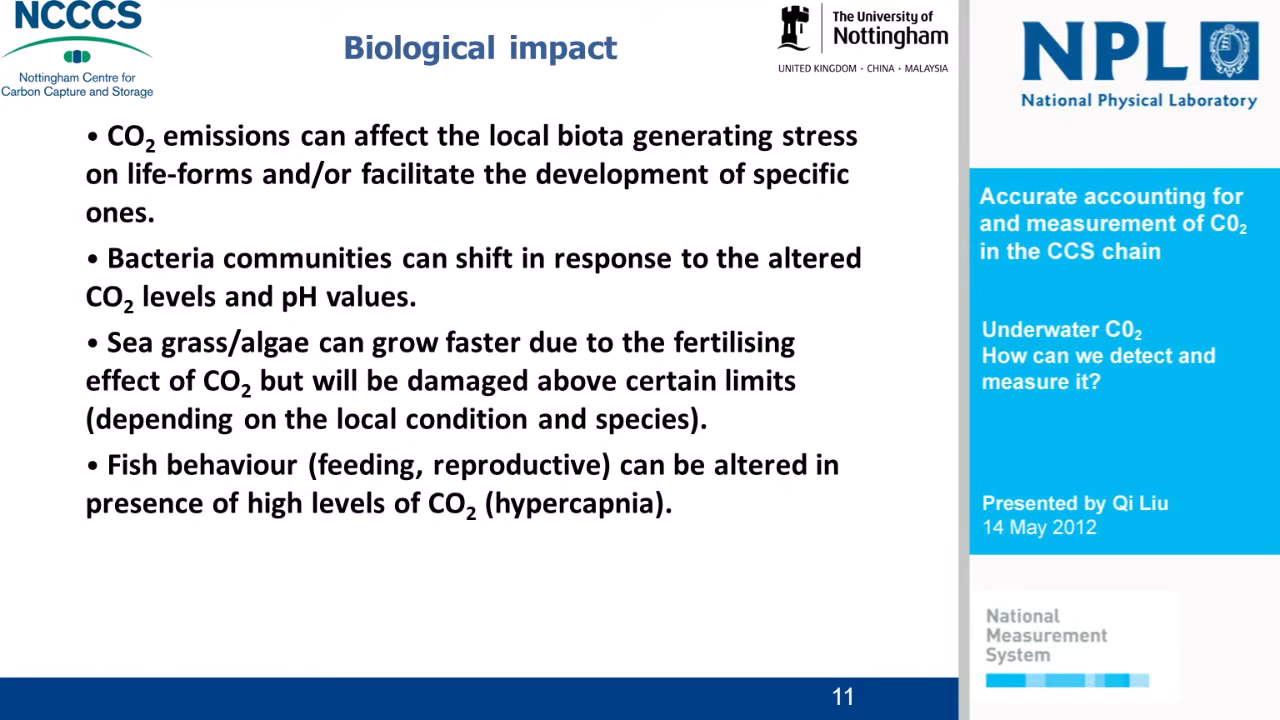 NCCCS
Nottingham Centre for
Carbon Capture and Storage
Biological impact
The University of
Nottingham
UNITED KINGDOM · CHINA · MALAYSIA
• CO₂ emissions can affect the local biota generating stress
on life-forms and/or facilitate the development of specific
ones.
• Bacteria communities can shift in response to the altered
CO₂ levels and pH values.
• Sea grass/algae can grow faster due to the fertilising
effect of CO₂ but will be damaged above certain limits
(depending on the local condition and species).
• Fish behaviour (feeding, reproductive) can be altered in
presence of high levels of CO₂ (hypercapnia).
11
NPL
National Physical Laboratory
Accurate accounting for
and measurement of C0₂
in the CCS chain
Underwater C0₂
How can we detect and
measure it?
Presented by Qi Liu
14 May 2012
National
Measurement
System